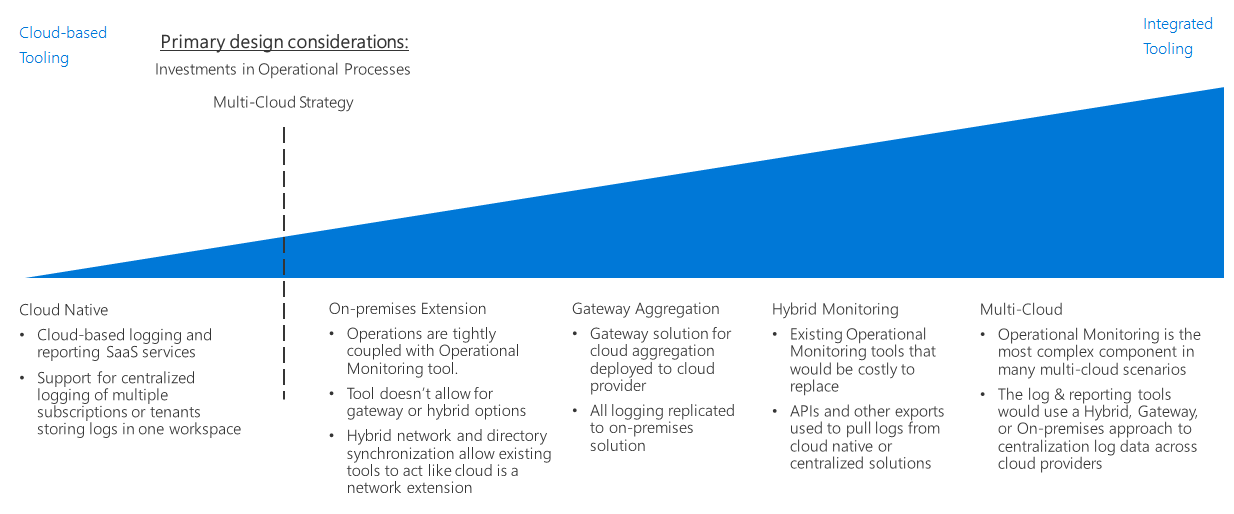 Cloud-based
Tooling
Primary design considerations:
Investments in Operational Processes
Multi-Cloud Strategy
Integrated
Tooling
Cloud Native
• Cloud-based logging and
reporting SaaS services
• Support for centralized
logging of multiple
subscriptions or tenants
storing logs in one workspace
On-premises Extension
• Operations are tightly
coupled with Operational
Monitoring tool.
• Tool doesn't allow for
gateway or hybrid options
• Hybrid network and directory
synchronization allow existing
tools to act like cloud is a
network extension
Gateway Aggregation
• Gateway solution for
cloud aggregation
deployed to cloud
provider
• All logging replicated
to on-premises
solution
Hybrid Monitoring
• Existing Operational
Monitoring tools that
would be costly to
replace
• APIs and other exports
used to pull logs from
cloud native or
centralized solutions
Multi-Cloud
• Operational Monitoring is the
most complex component in
many multi-cloud scenarios
• The log & reporting tools
would use a Hybrid, Gateway,
or On-premises approach to
centralization log data across
cloud providers